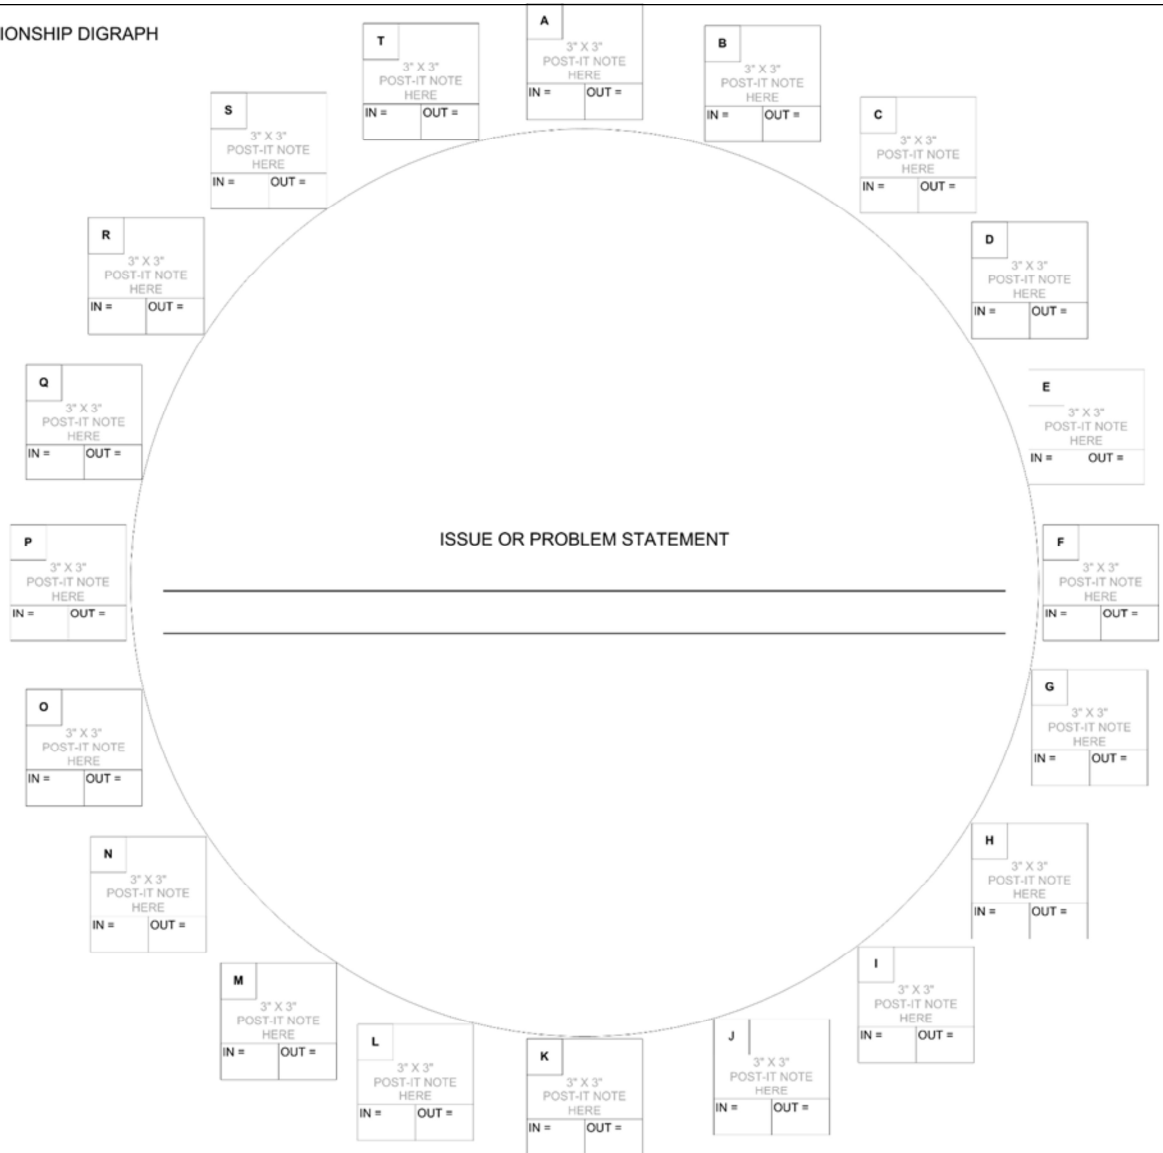 IONSHIP DIGRAPH
A
3" X 3"
POST-IT NOTE
HERE
IN = OUT =
B
3" X 3"
POST-IT NOTE
HERE
IN = OUT =
C
3" X 3"
POST-IT NOTE
HERE
IN = OUT =
D
3" X 3"
POST-IT NOTE
HERE
IN = OUT =
E
3" X 3"
POST-IT NOTE
HERE
IN = OUT =
F
3" X 3"
POST-IT NOTE
HERE
IN = OUT =
G
3" X 3"
POST-IT NOTE
HERE
IN = OUT =
H
3" X 3"
POST-IT NOTE
HERE
IN = OUT =
I
3" X 3"
POST-IT NOTE
HERE
IN = OUT =
J
3" X 3"
POST-IT NOTE
HERE
IN = OUT =
K
3" X 3"
POST-IT NOTE
HERE
IN = OUT =
L
3" X 3"
POST-IT NOTE
HERE
IN = OUT =
M
3" X 3"
POST-IT NOTE
HERE
IN = OUT =
N
3" X 3"
POST-IT NOTE
HERE
IN = OUT =
O
3" X 3"
POST-IT NOTE
HERE
IN = OUT =
P
3" X 3"
POST-IT NOTE
HERE
IN = OUT =
Q
3" X 3"
POST-IT NOTE
HERE
IN = OUT =
R
3" X 3"
POST-IT NOTE
HERE
IN = OUT =
S
3" X 3"
POST-IT NOTE
HERE
IN = OUT =
T
3" X 3"
POST-IT NOTE
HERE
IN = OUT =
ISSUE OR PROBLEM STATEMENT